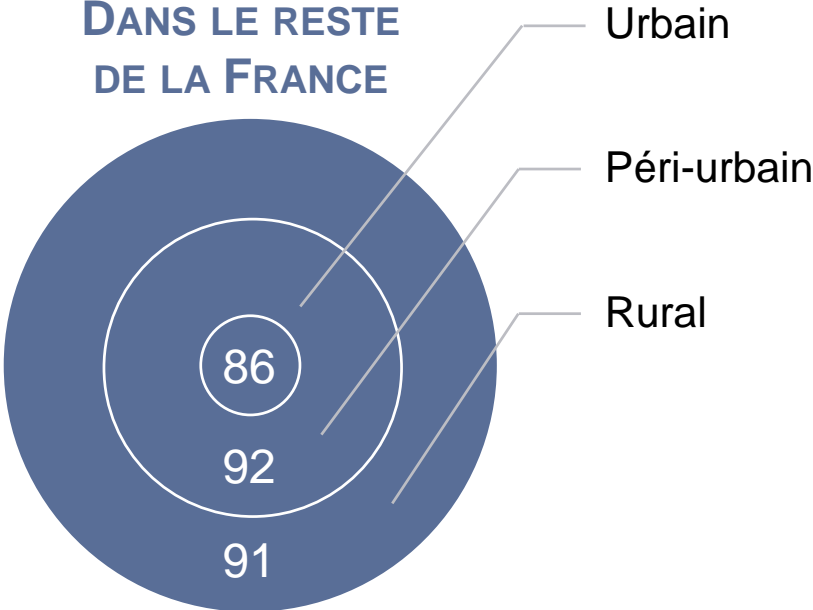 DANS LE RESTE
DE LA FRANCE
Urbain
Péri-urbain
Rural
86
92
91